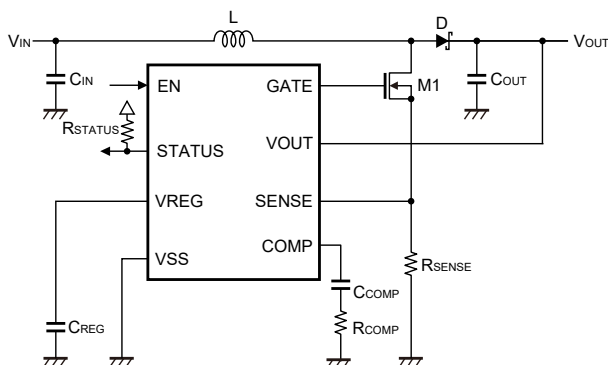 L
D
VIN
VOUT
CIN
EN
GATE
M1
COUT
RSTATUS
STATUS
VOUT
VREG
SENSE
COMP
RSENSE
VSS
CCOMP
CREG
RCOMP